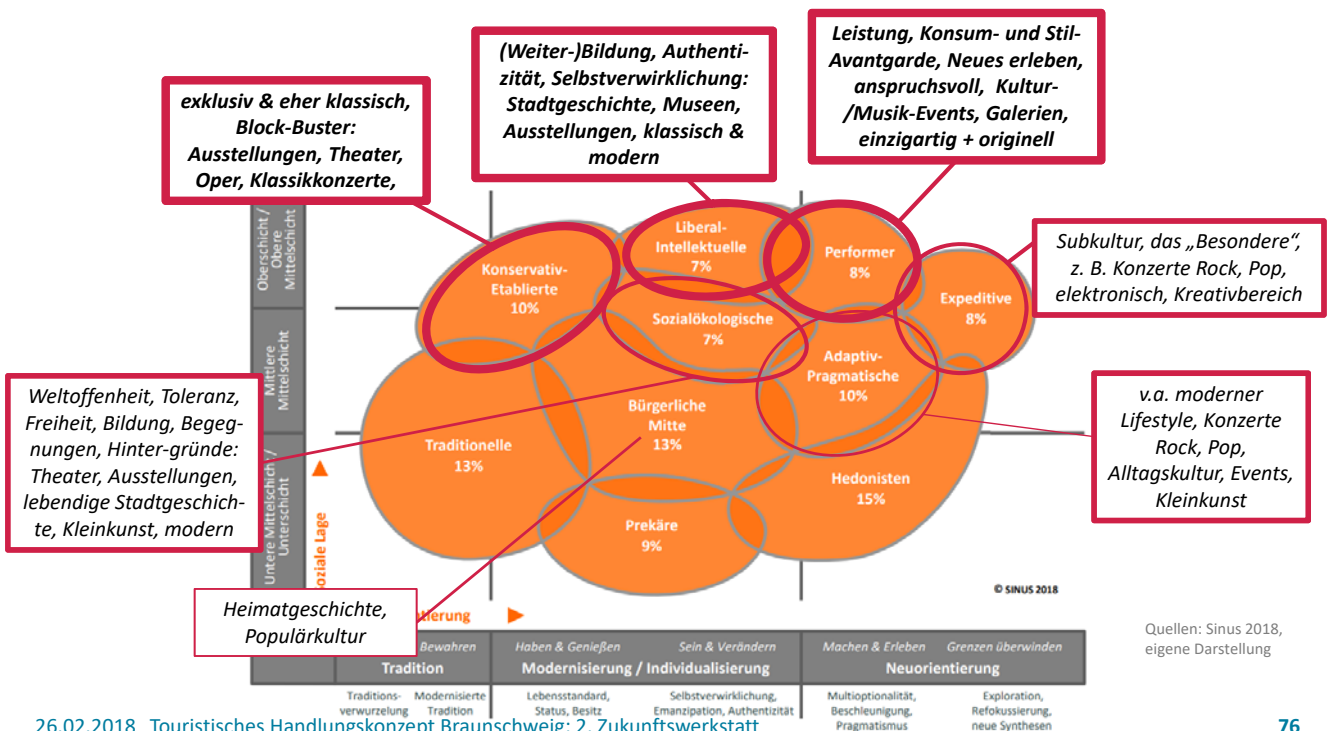 (Weiter-)Bildung, Authenti-
zität, Selbstverwirklichung:
Stadtgeschichte, Museen,
Ausstellungen, klassisch &
modern
Leistung, Konsum- und Stil-
Avantgarde, Neues erleben,
anspruchsvoll, Kultur-
/Musik-Events, Galerien,
einzigartig + originell
exklusiv & eher klassisch,
Block-Buster:
Ausstellungen, Theater,
Oper, Klassikkonzerte,
Subkultur, das „Besondere“,
z. B. Konzerte Rock, Pop,
elektronisch, Kreativbereich
Oberschicht /
Obere
Mittelschicht
Mittlere
Mittelschicht
Untere Mittelschicht /
Unterschicht
Soziale Lage
Konservativ-
Etablierte
10%
Liberal-
Intellektuelle
7%
Performer
8%
Expeditive
8%
Sozialökologische
7%
Adaptiv-
Pragmatische
10%
Bürgerliche
Mitte
13%
Traditionelle
13%
Hedonisten
15%
Prekäre
9%
Weltoffenheit, Toleranz,
Freiheit, Bildung, Begeg-
nungen, Hinter-gründe:
Theater, Ausstellungen,
lebendige Stadtgeschich-
te, Kleinkunst, modern
v.a. moderner
Lifestyle, Konzerte
Rock, Pop,
Alltagskultur, Events,
Kleinkunst
Heimatgeschichte,
Populärkultur
© SINUS 2018
Quellen: Sinus 2018,
eigene Darstellung
Bewahren
Haben & Genießen
Sein & Verändern
Machen & Erleben
Grenzen überwinden
Tradition
Modernisierung / Individualisierung
Neuorientierung
Traditions-
verwurzelung
Modernisierte
Tradition
Lebensstandard,
Status, Besitz
Selbstverwirklichung,
Emanzipation, Authentizität
Multioptionalität,
Beschleunigung,
Pragmatismus
Exploration,
Refokussierung,
neue Synthesen
26.02.2018 Touristisches Handlungskonzept Braunschweig: 2. Zukunftswerkstatt
76